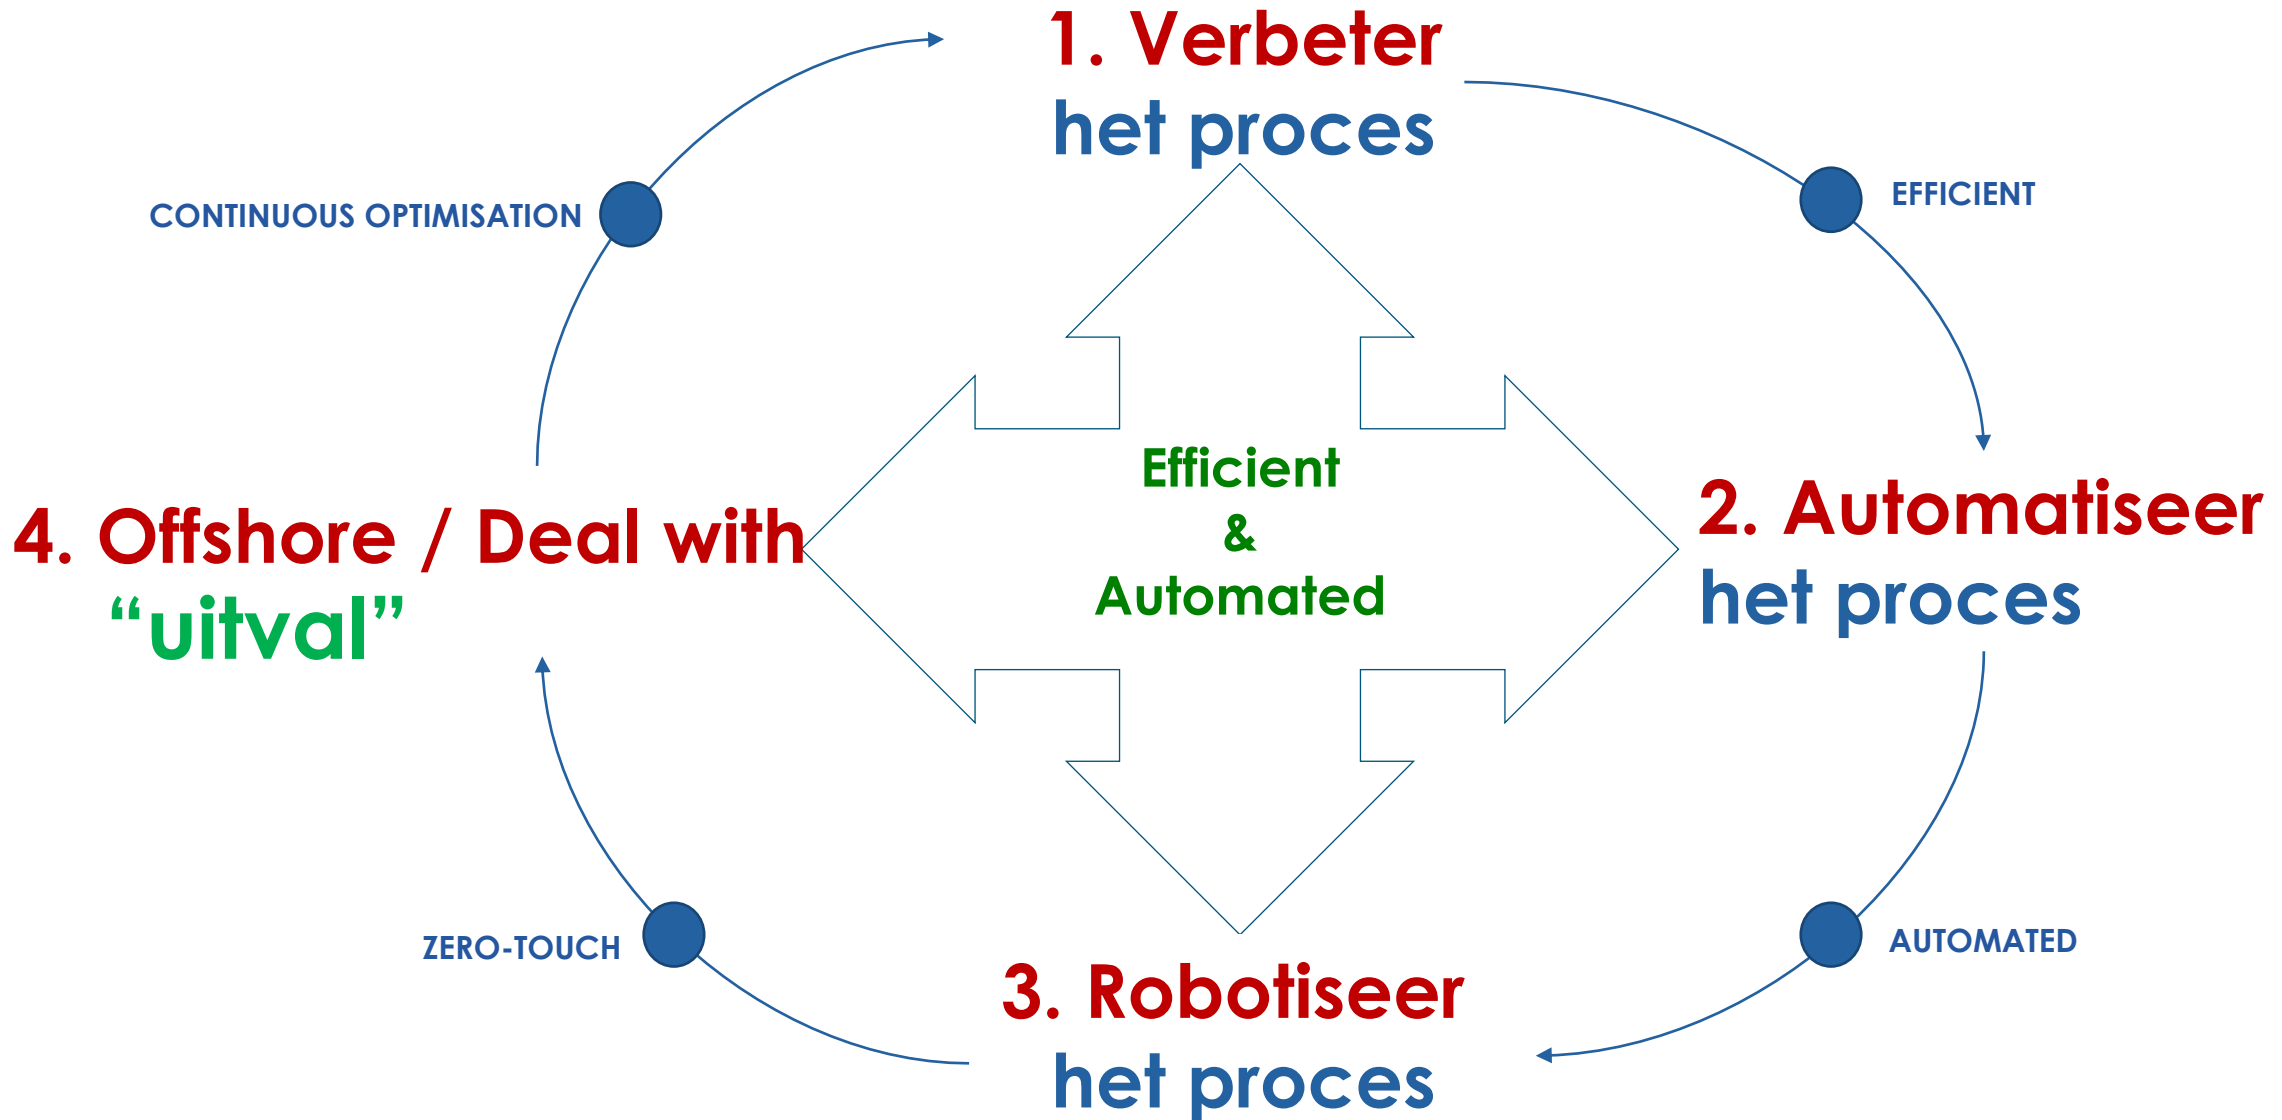 1. Verbeter
het proces
CONTINUOUS OPTIMISATION
EFFICIENT
Efficient
&
Automated
2. Automatiseer
het proces
4. Offshore / Deal with
“uitval”
ZERO-TOUCH
AUTOMATED
3. Robotiseer
het proces